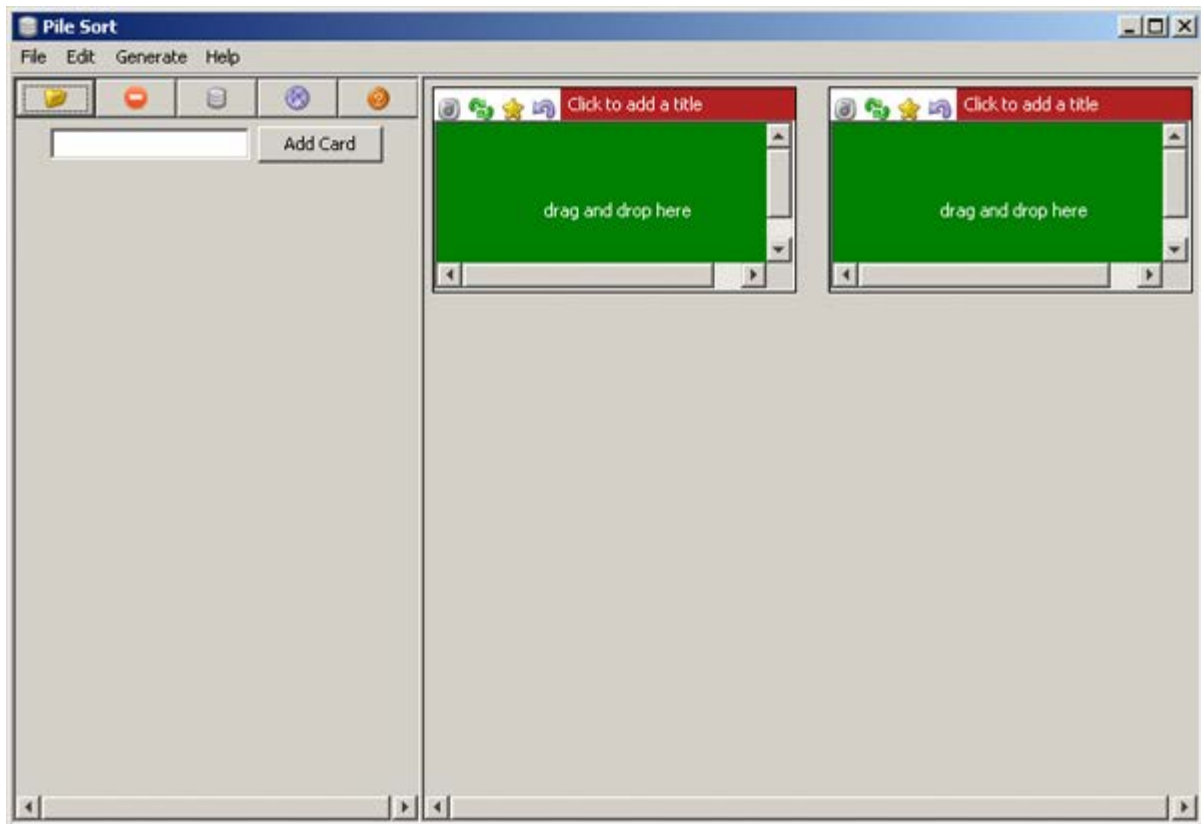 Pile Sort
File Edit Generate Help
Add Card
Click to add a title
drag and drop here
Click to add a title
drag and drop here